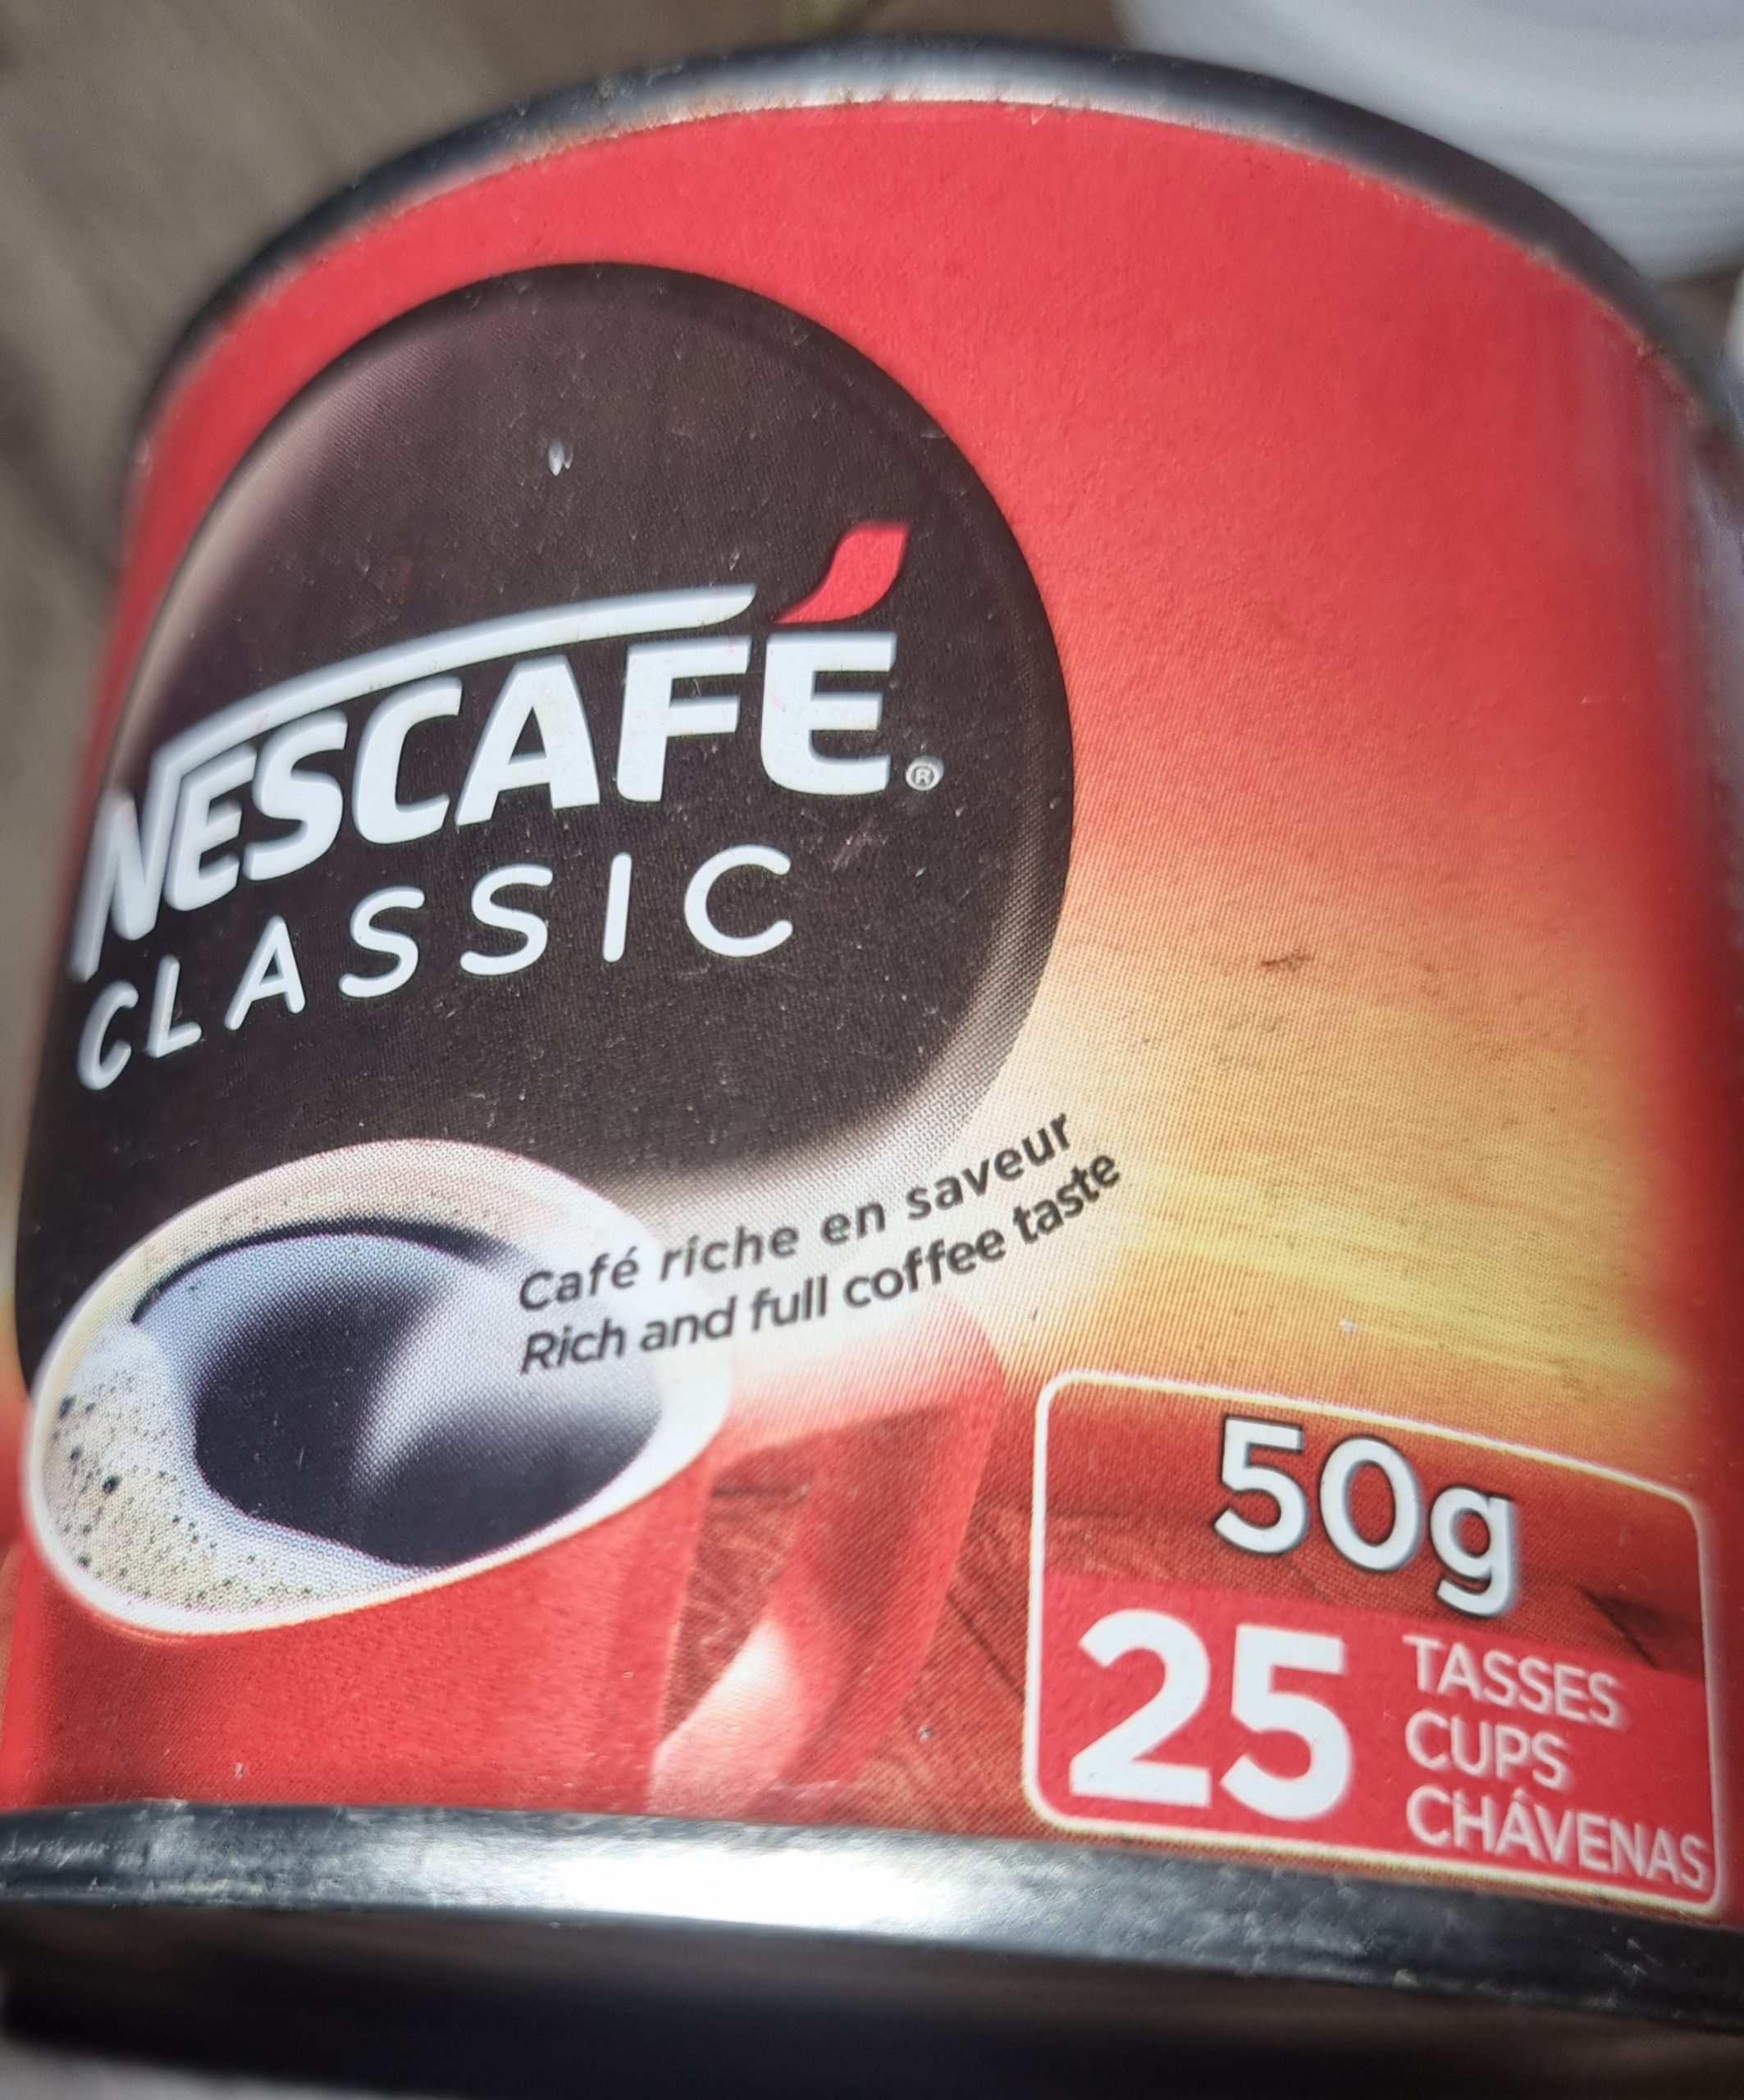 NESCAFÉ®
CLASSIC
Café riche en saveur
Rich and full coffee taste
50g
25 TASSES
CUPS
CHÁVENAS